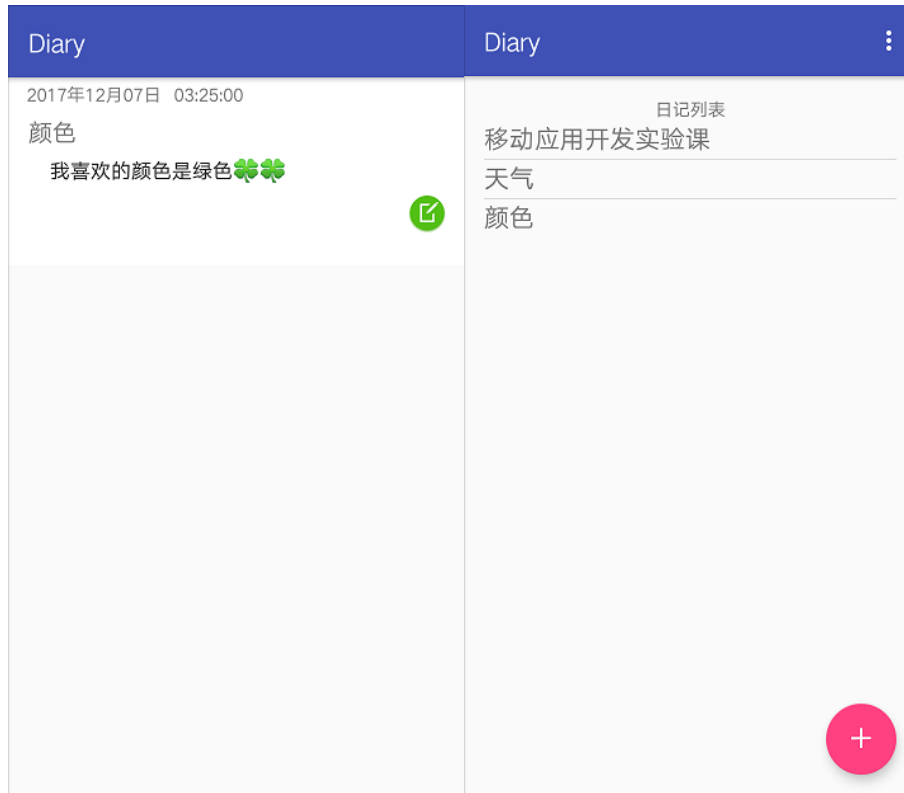 Diary
2017年12月07日 03:25:00
颜色
我喜欢的颜色是绿色🍀🍀
Diary
日记列表
移动应用开发实验课
天气
颜色